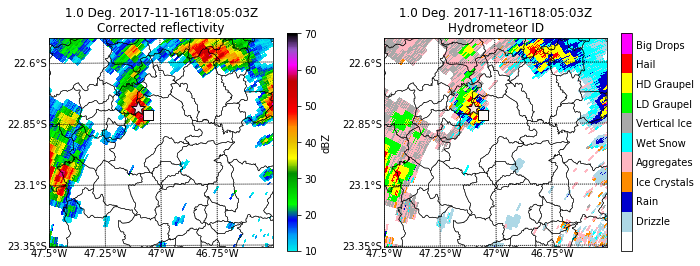 1.0 Deg. 2017-11-16T18:05:03Z
Corrected reflectivity
22.6°S
22.85°S
23.1°S
23.35°S
47.5°W
47.25°W
47°W
46.75°W
70
60
50
40
30
20
10
dBZ
1.0 Deg. 2017-11-16T18:05:03Z
Hydrometeor ID
22.6°S
22.85°S
23.1°S
23.35°S
47.5°W
47.25°W
47°W
46.75°W
Big Drops
Hail
HD Graupel
LD Graupel
Vertical Ice
Wet Snow
Aggregates
Ice Crystals
Rain
Drizzle